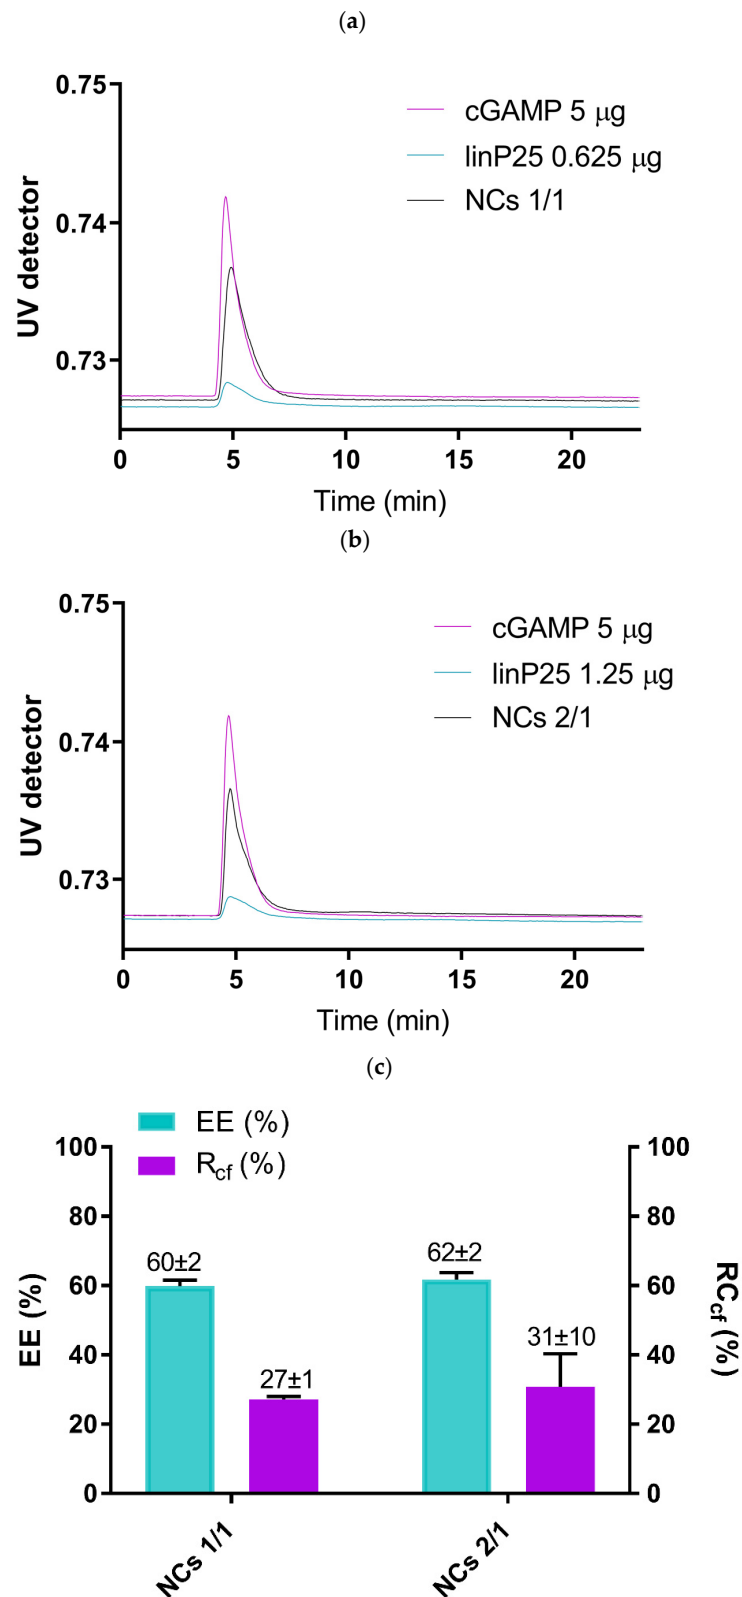 (a)
0.75
0.74
0.73
UV detector
cGAMP 5 μg
linP25 0.625 μg
NCs 1/1
0 5 10 15 20
Time (min)
(b)
0.75
0.74
0.73
UV detector
cGAMP 5 μg
linP25 1.25 μg
NCs 2/1
0 5 10 15 20
Time (min)
(c)
EE (%)
Rcf (%)
100
80
60
40
20
0
EE (%)
60±2
27±1
62±2
31±10
100
80
60
40
20
0
RCcf (%)
NCs 1/1
NCs 2/1